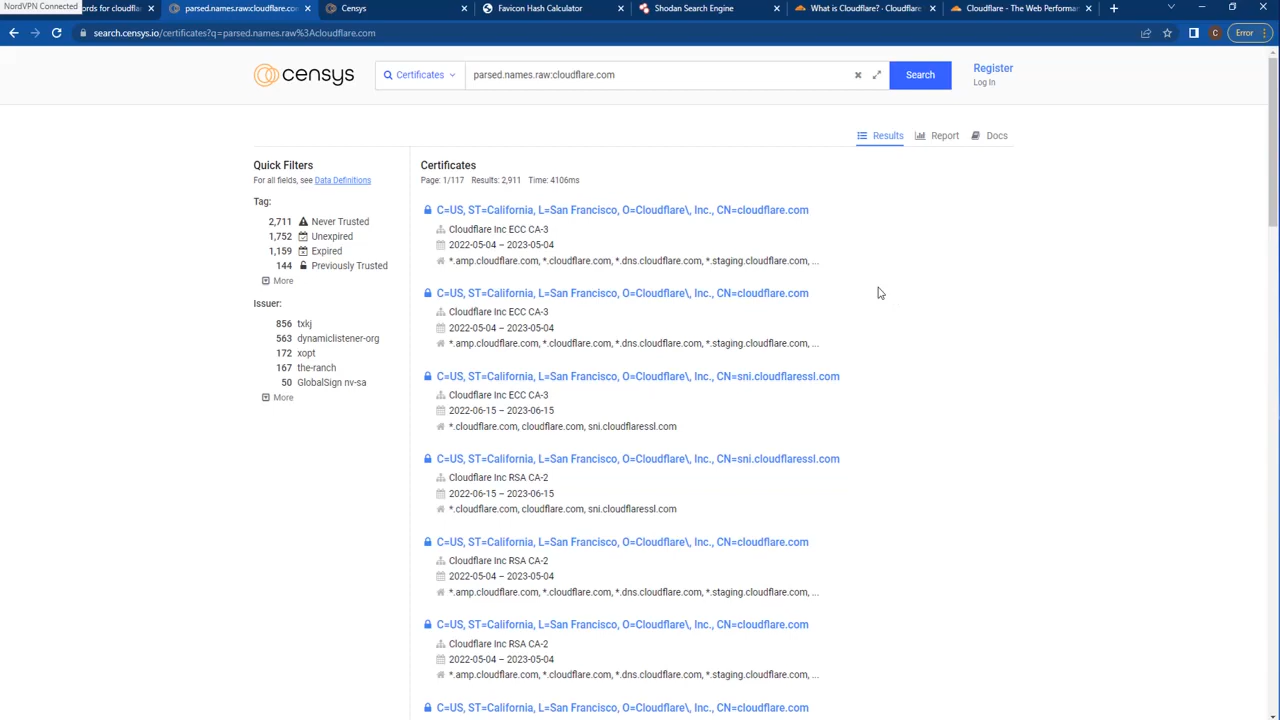 NordVPN Connected
ords for cloudflar
parsed.names.raw:cloudflare.co
Censys
Favicon Hash Calculator
Shodan Search Engine
What is Cloudflare? - Cloudflare
Cloudflare - The Web Performa
search.censys.io/certificates?q=parsed.names.raw%3Acloudflare.com
C
Error
censys
Certificates
parsed.names.raw:cloudflare.com
Search
Register
Log In
Results
Report
Docs
Quick Filters
For all fields, see Data Definitions
Tag:
2,711 Never Trusted
1,752 Unexpired
1,159 Expired
144 Previously Trusted
More
Issuer:
856 txkj
563 dynamiclistener-org
172 xopt
167 the-ranch
50 GlobalSign nv-sa
More
Certificates
Page: 1/117 Results: 2,911 Time: 4106ms
C=US, ST=California, L=San Francisco, O=Cloudflare\, Inc., CN=cloudflare.com
Cloudflare Inc ECC CA-3
2022-05-04 – 2023-05-04
*.amp.cloudflare.com, *.cloudflare.com, *.dns.cloudflare.com, *.staging.cloudflare.com, ...
C=US, ST=California, L=San Francisco, O=Cloudflare\, Inc., CN=cloudflare.com
Cloudflare Inc ECC CA-3
2022-05-04 – 2023-05-04
*.amp.cloudflare.com, *.cloudflare.com, *.dns.cloudflare.com, *.staging.cloudflare.com, ...
C=US, ST=California, L=San Francisco, O=Cloudflare\, Inc., CN=sni.cloudflaressl.com
Cloudflare Inc ECC CA-3
2022-06-15 – 2023-06-15
*.cloudflare.com, cloudflare.com, sni.cloudflaressl.com
C=US, ST=California, L=San Francisco, O=Cloudflare\, Inc., CN=sni.cloudflaressl.com
Cloudflare Inc RSA CA-2
2022-06-15 – 2023-06-15
*.cloudflare.com, cloudflare.com, sni.cloudflaressl.com
C=US, ST=California, L=San Francisco, O=Cloudflare\, Inc., CN=cloudflare.com
Cloudflare Inc RSA CA-2
2022-05-04 – 2023-05-04
*.amp.cloudflare.com, *.cloudflare.com, *.dns.cloudflare.com, *.staging.cloudflare.com, ...
C=US, ST=California, L=San Francisco, O=Cloudflare\, Inc., CN=cloudflare.com
Cloudflare Inc RSA CA-2
2022-05-04 – 2023-05-04
*.amp.cloudflare.com, *.cloudflare.com, *.dns.cloudflare.com, *.staging.cloudflare.com, ...
C=US, ST=California, L=San Francisco, O=Cloudflare\, Inc., CN=cloudflare.com